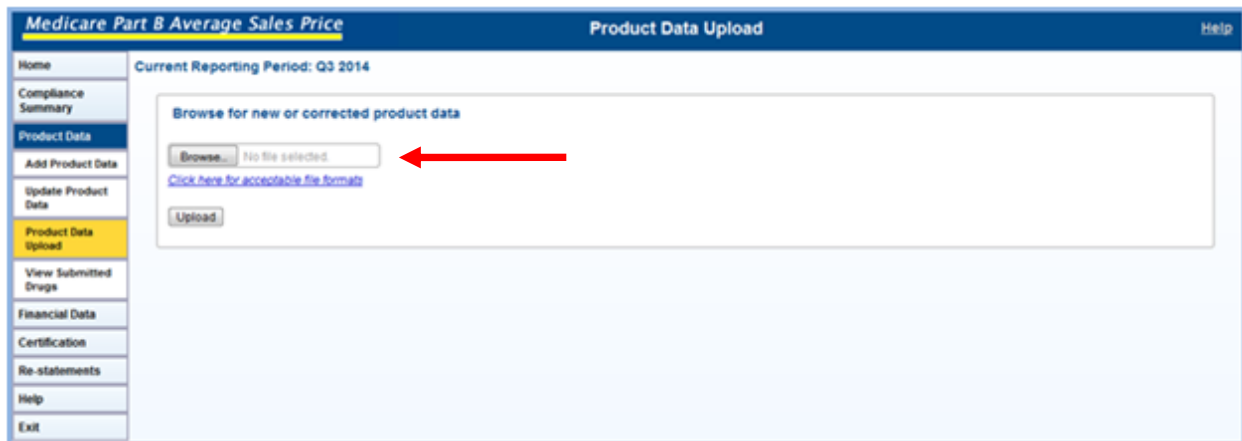 Medicare Part B Average Sales Price
Product Data Upload
Help
Home
Current Reporting Period: Q3 2014
Compliance
Summary
Browse for new or corrected product data
Product Data
Browse.. No file selected.
Add Product Data
Click here for acceptable file formats
Update Product
Data
Upload
Product Data
Upload
View Submitted
Drugs
Financial Data
Certification
Re-statements
Help
Exit